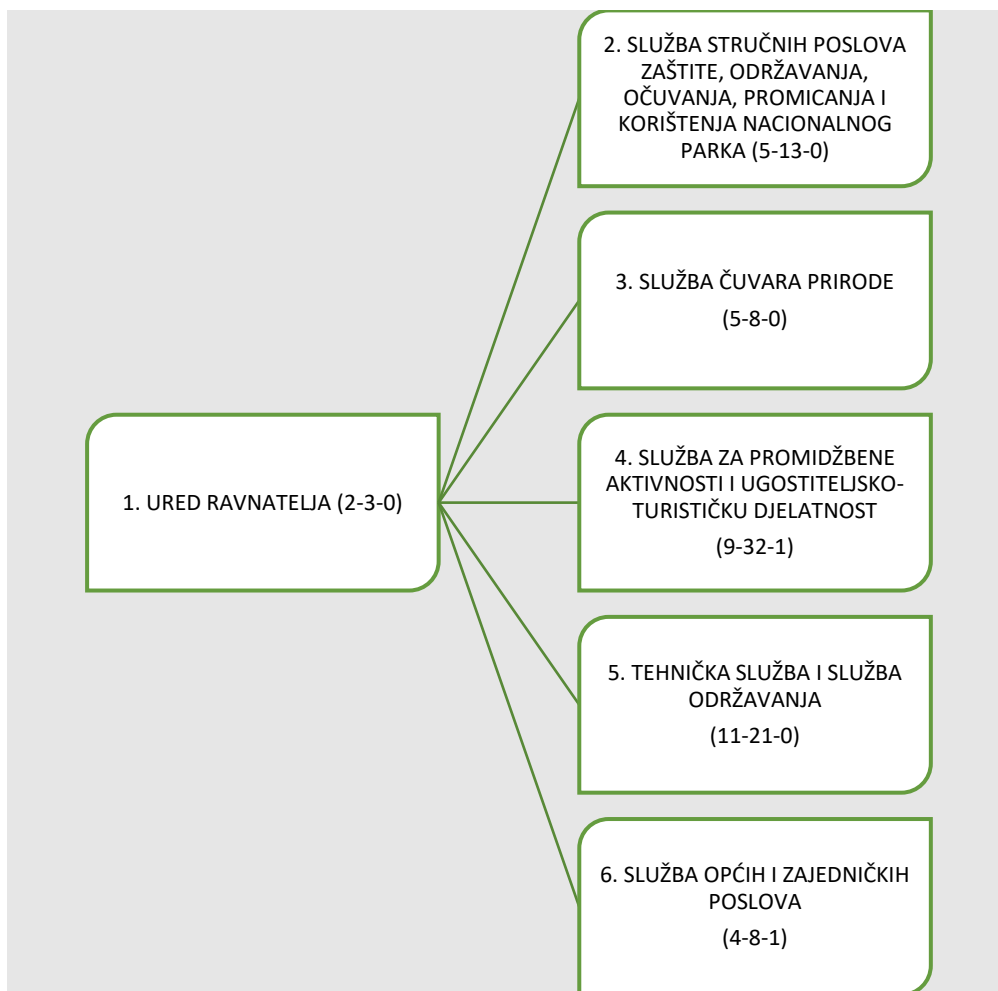 1. URED RAVNATELJA (2-3-0)
2. SLUŽBA STRUČNIH POSLOVA
ZAŠTITE, ODRŽAVANJA,
OČUVANJA, PROMICANJA I
KORIŠTENJA NACIONALNOG
PARKA (5-13-0)
3. SLUŽBA ČUVARA PRIRODE
(5-8-0)
4. SLUŽBA ZA PROMIDŽBENE
AKTIVNOSTI I UGOSTITELJSKO-
TURISTIČKU DJELATNOST
(9-32-1)
5. TEHNIČKA SLUŽBA I SLUŽBA
ODRŽAVANJA
(11-21-0)
6. SLUŽBA OPĆIH I ZAJEDNIČKIH
POSLOVA
(4-8-1)